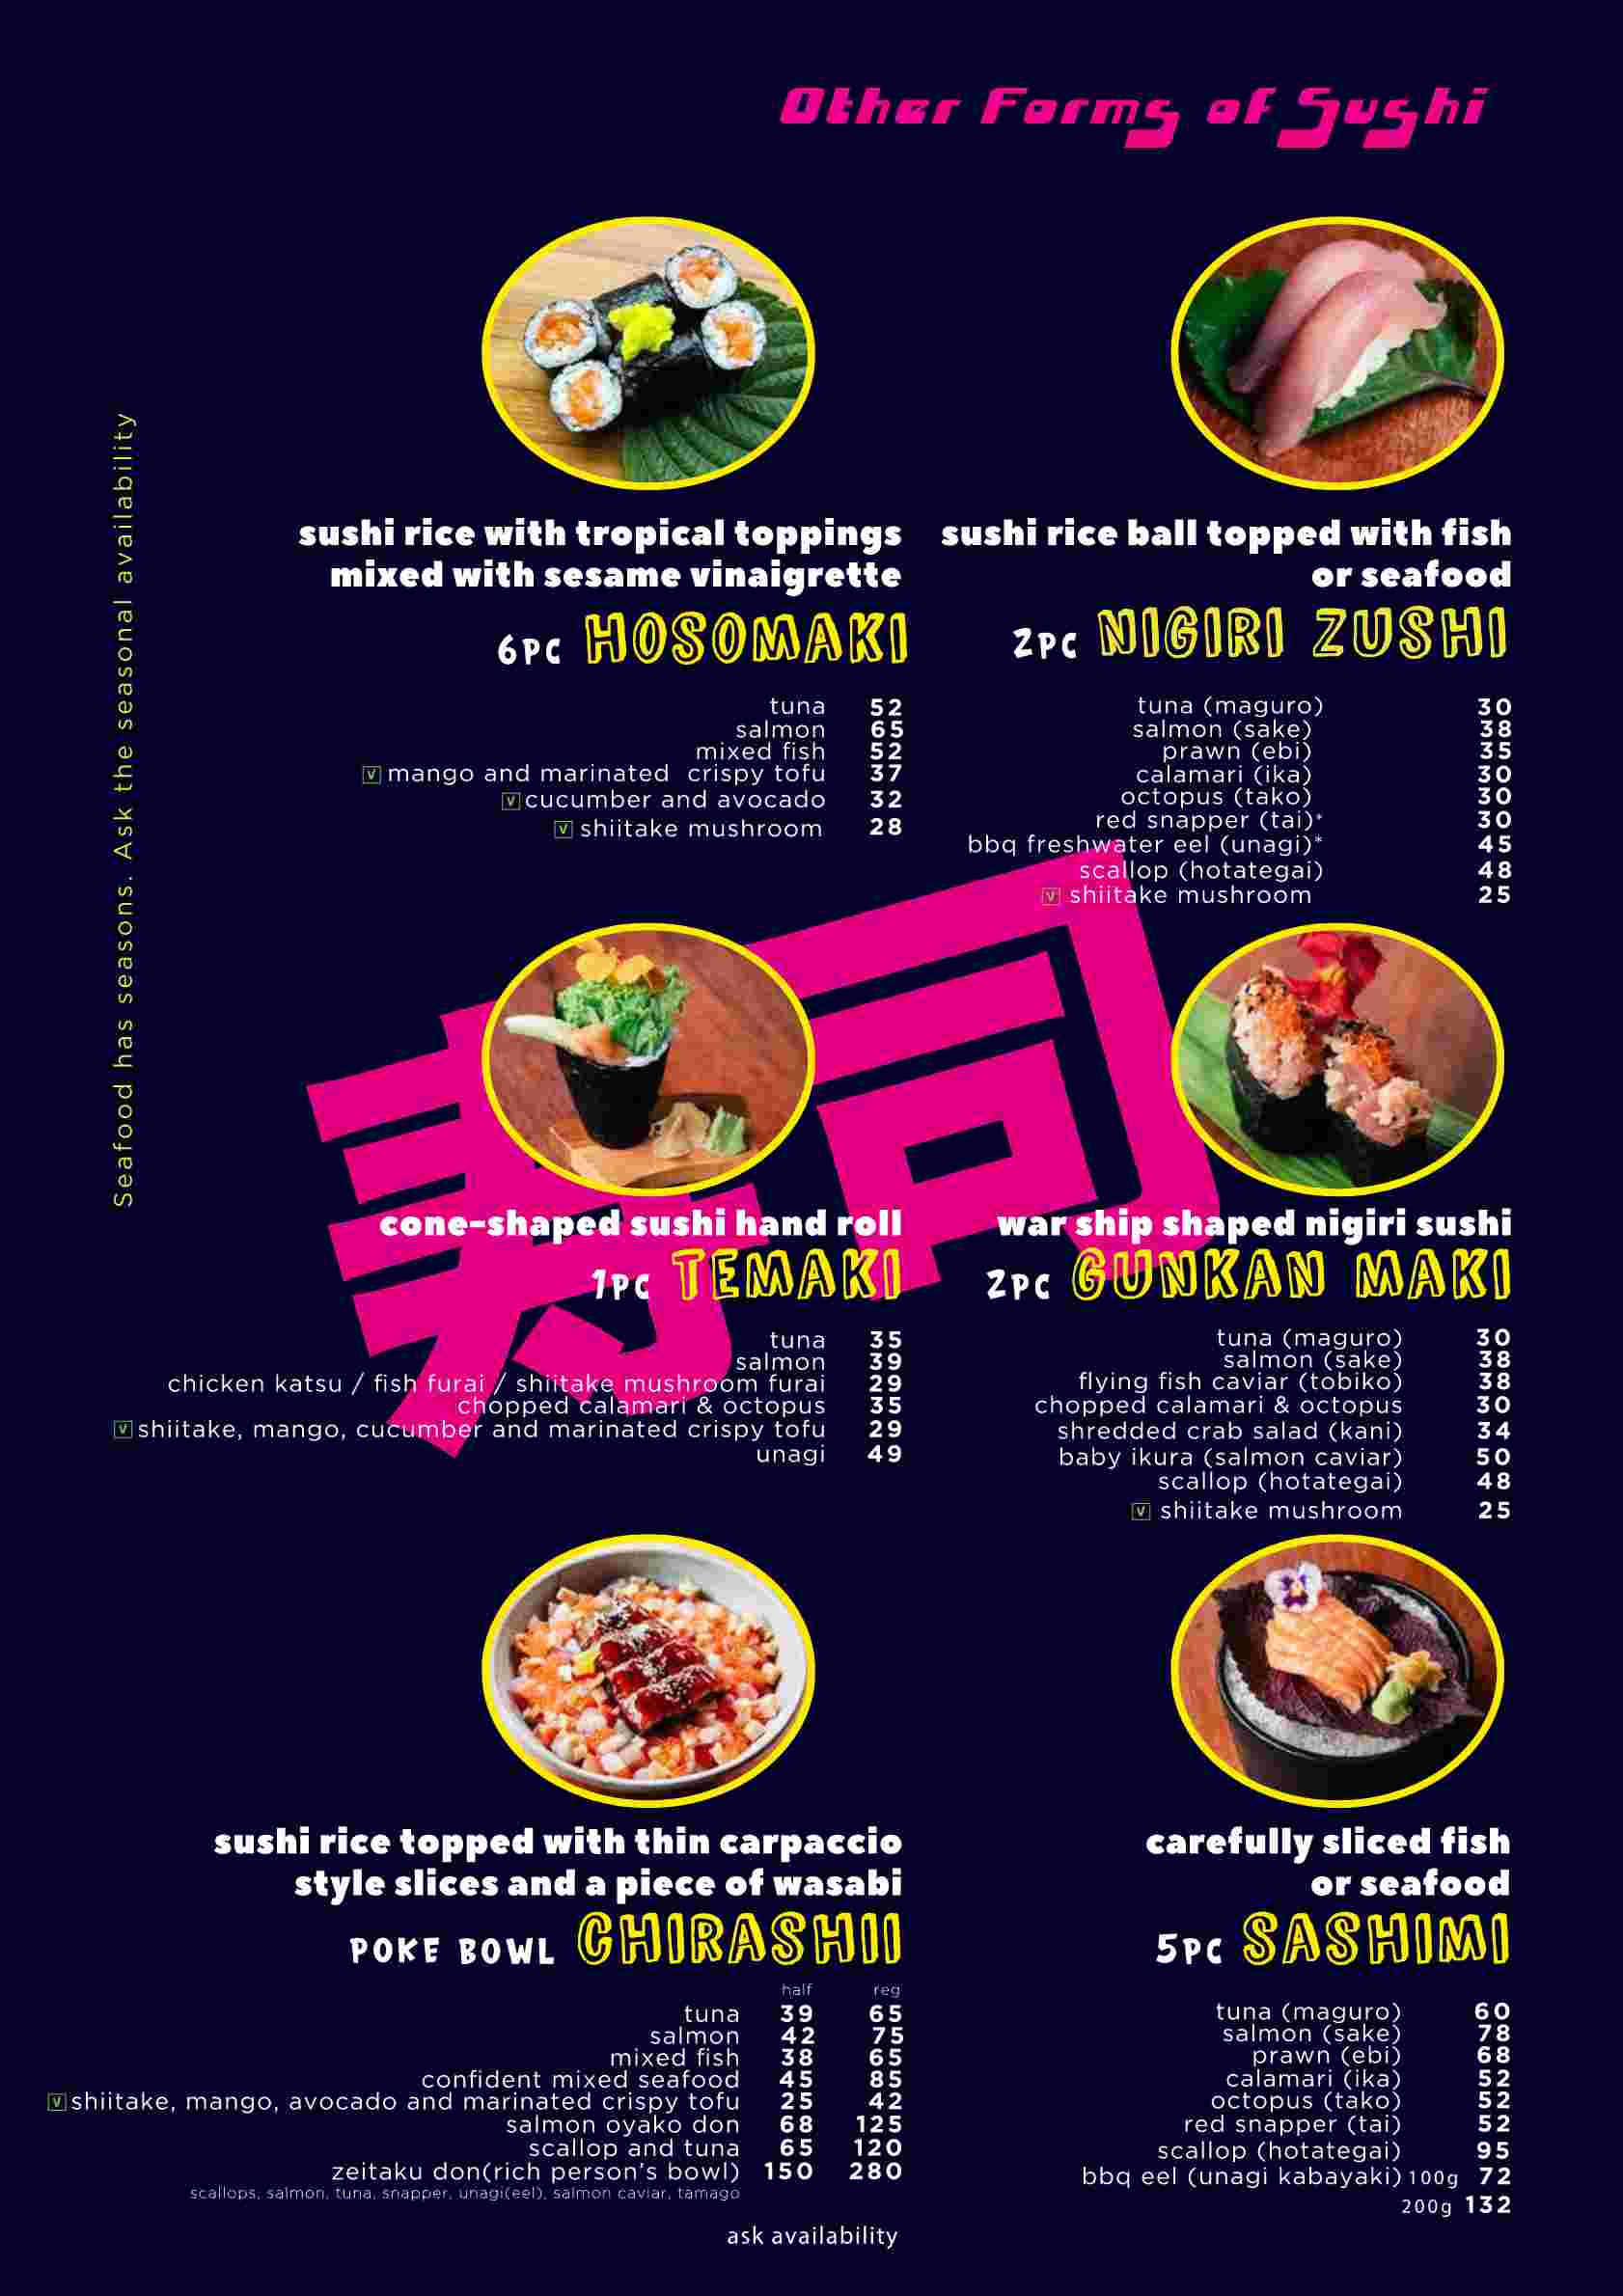 Other Forms of Sushi
Seafood has seasons. Ask the seasonal availability
sushi rice with tropical toppings
mixed with sesame vinaigrette
6PC HOSOMAKI
tuna 52
salmon 65
mixed fish 52
V mango and marinated crispy tofu 37
V cucumber and avocado 32
V shiitake mushroom 28
sushi rice ball topped with fish
or seafood
2PC NIGIRI ZUSHI
tuna (maguro) 30
salmon (sake) 38
prawn (ebi) 35
calamari (ika) 30
octopus (tako) 30
red snapper (tai)* 30
bbq freshwater eel (unagi)* 45
scallop (hotategai) 48
V shiitake mushroom 25
寿司
cone-shaped sushi hand roll
1PC TEMAKI
tuna 35
salmon 39
chicken katsu / fish furai / shiitake mushroom furai 29
chopped calamari & octopus 35
V shiitake, mango, cucumber and marinated crispy tofu 29
unagi 49
war ship shaped nigiri sushi
2PC GUNKAN MAKI
tuna (maguro) 30
salmon (sake) 38
flying fish caviar (tobiko) 38
chopped calamari & octopus 30
shredded crab salad (kani) 34
baby ikura (salmon caviar) 50
scallop (hotategai) 48
V shiitake mushroom 25
sushi rice topped with thin carpaccio
style slices and a piece of wasabi
POKE BOWL CHIRASHII
half reg
tuna 39 65
salmon 42 75
mixed fish 38 65
confident mixed seafood 45 85
V shiitake, mango, avocado and marinated crispy tofu 25 42
salmon oyako don 68 125
scallop and tuna 65 120
zeitaku don(rich person's bowl) 150 280
scallops, salmon, tuna, snapper, unagi(eel), salmon caviar, tamago
ask availability
carefully sliced fish
or seafood
5PC SASHIMI
tuna (maguro) 60
salmon (sake) 78
prawn (ebi) 68
calamari (ika) 52
octopus (tako) 52
red snapper (tai) 52
scallop (hotategai) 95
bbq eel (unagi kabayaki) 100g 72
200g 132